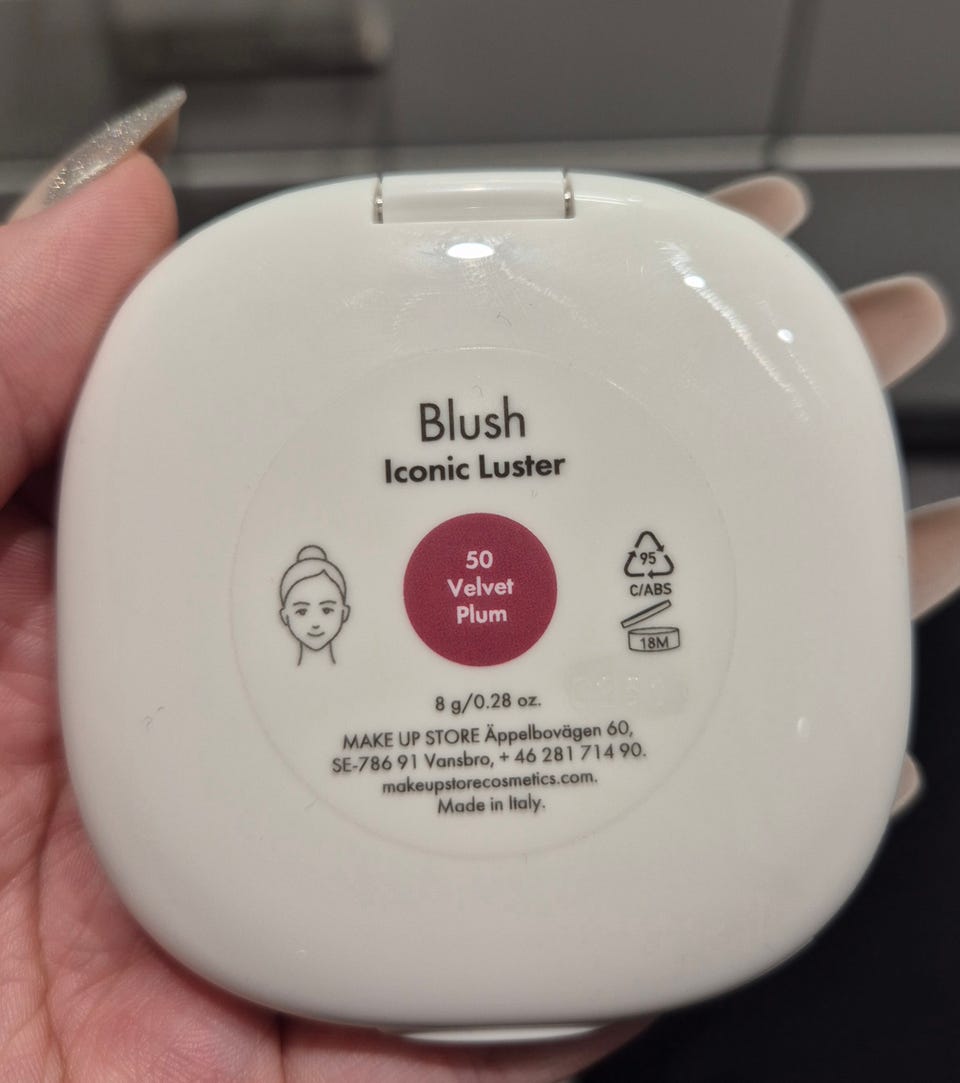 Blush
Iconic Luster
50
Velvet
Plum
95
C/ABS
18M
8 g/0.28 oz.
MAKE UP STORE Äppelbovägen 60,
SE-786 91 Vansbro, + 46 281 714 90.
makeupstorecosmetics.com.
Made in Italy.